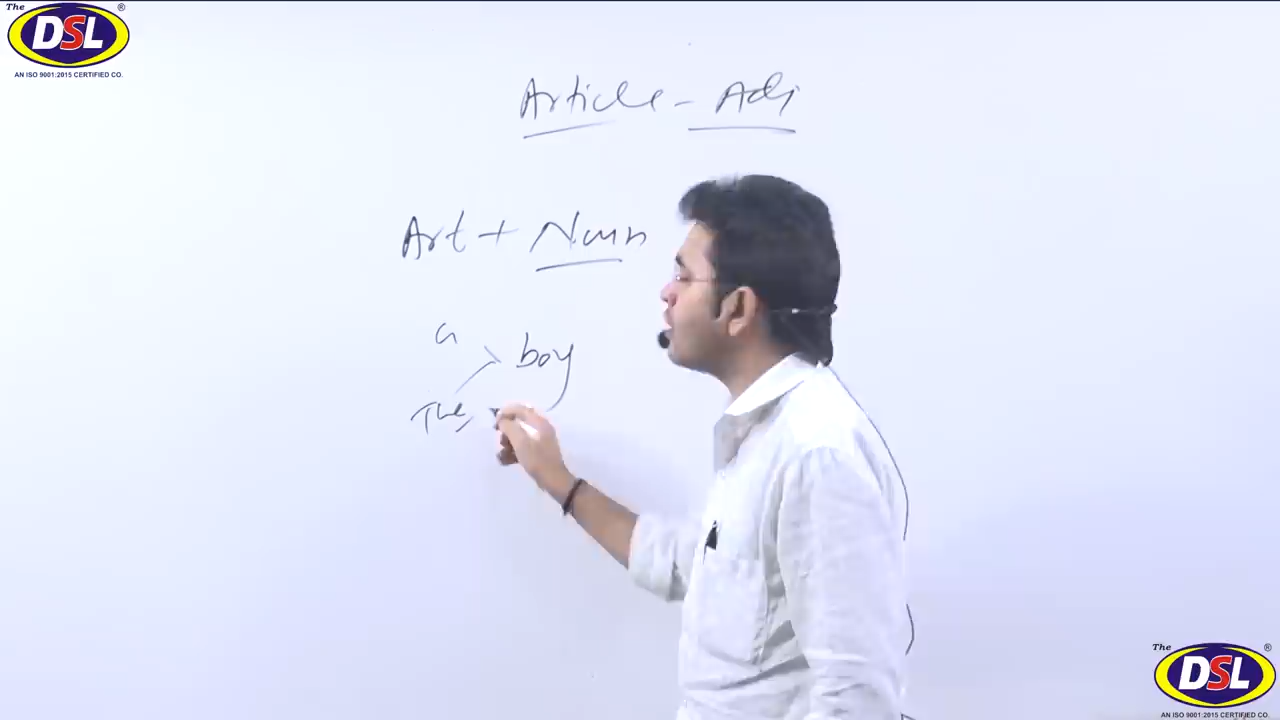 The DSL ®
AN ISO 9001:2015 CERTIFIED CO.
Article - Adj
Art + Noun
a
boy
The,
The DSL ®
AN ISO 9001:2015 CERTIFIED CO.